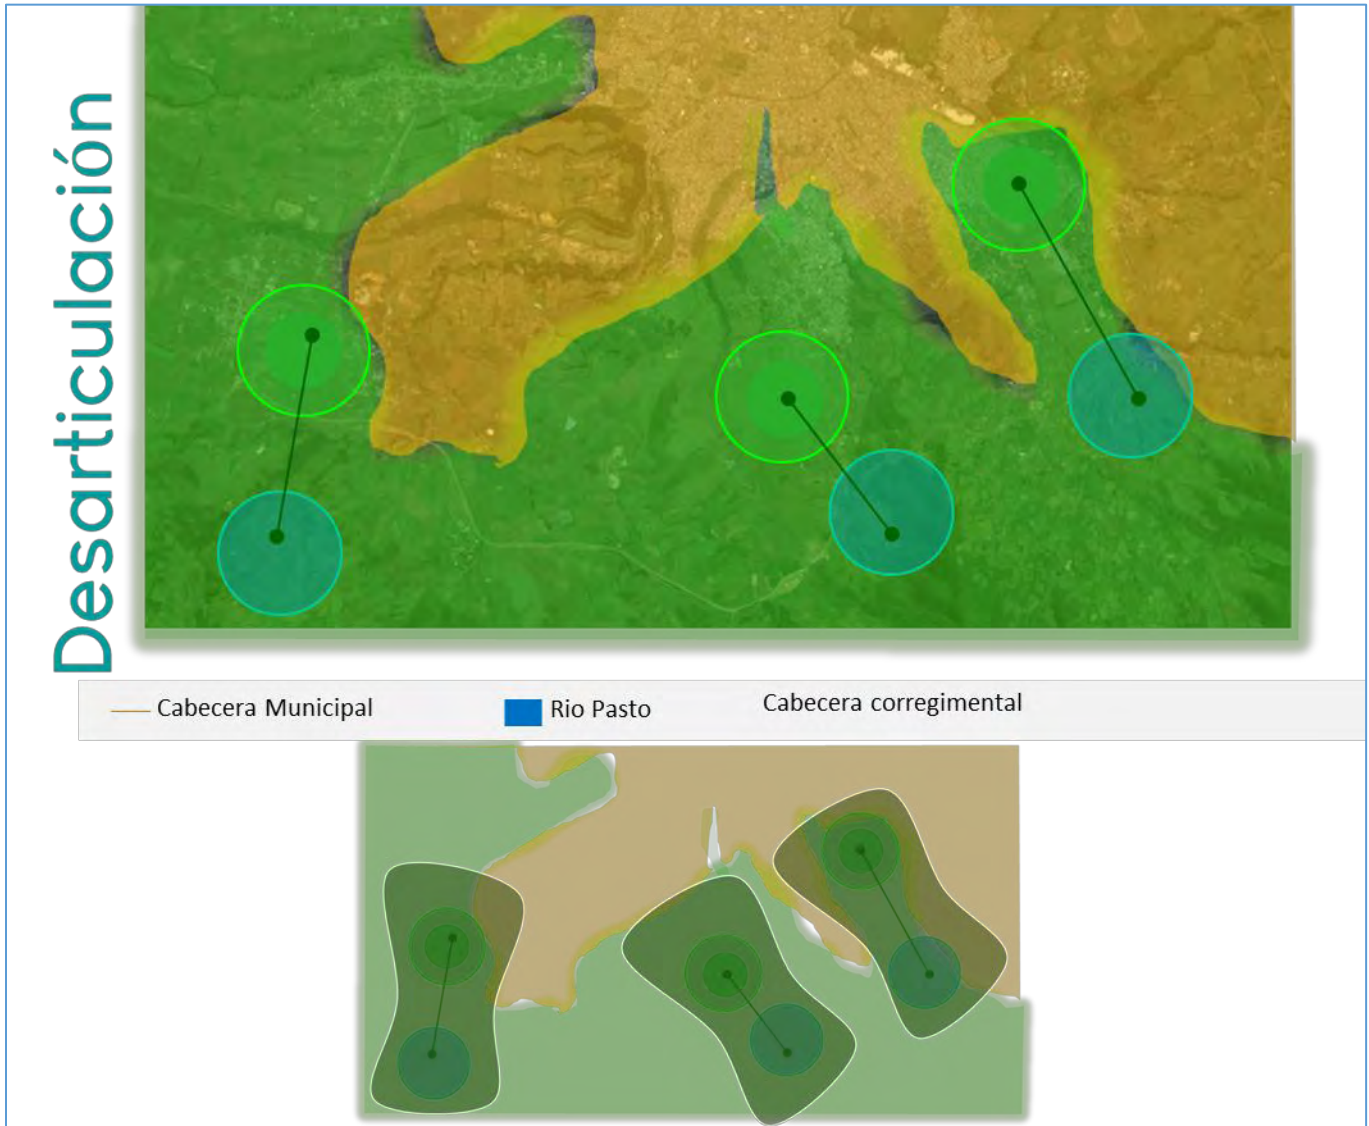 Desarticulación
Cabecera Municipal
Rio Pasto
Cabecera corregimental